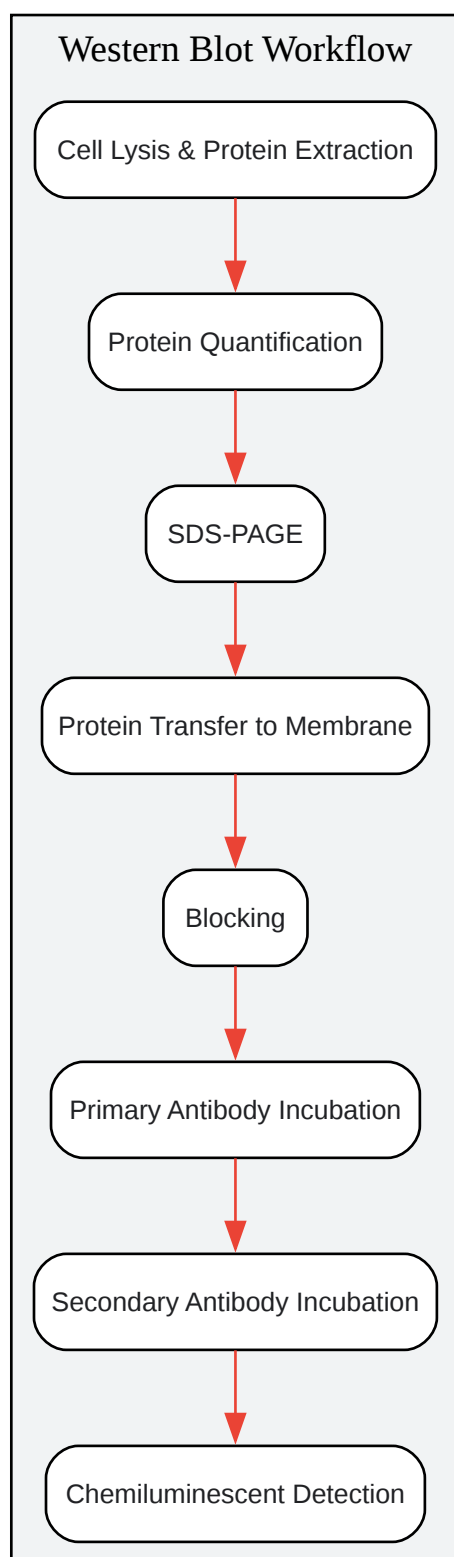 Western Blot Workflow
Cell Lysis & Protein Extraction
Protein Quantification
SDS-PAGE
Protein Transfer to Membrane
Blocking
Primary Antibody Incubation
Secondary Antibody Incubation
Chemiluminescent Detection